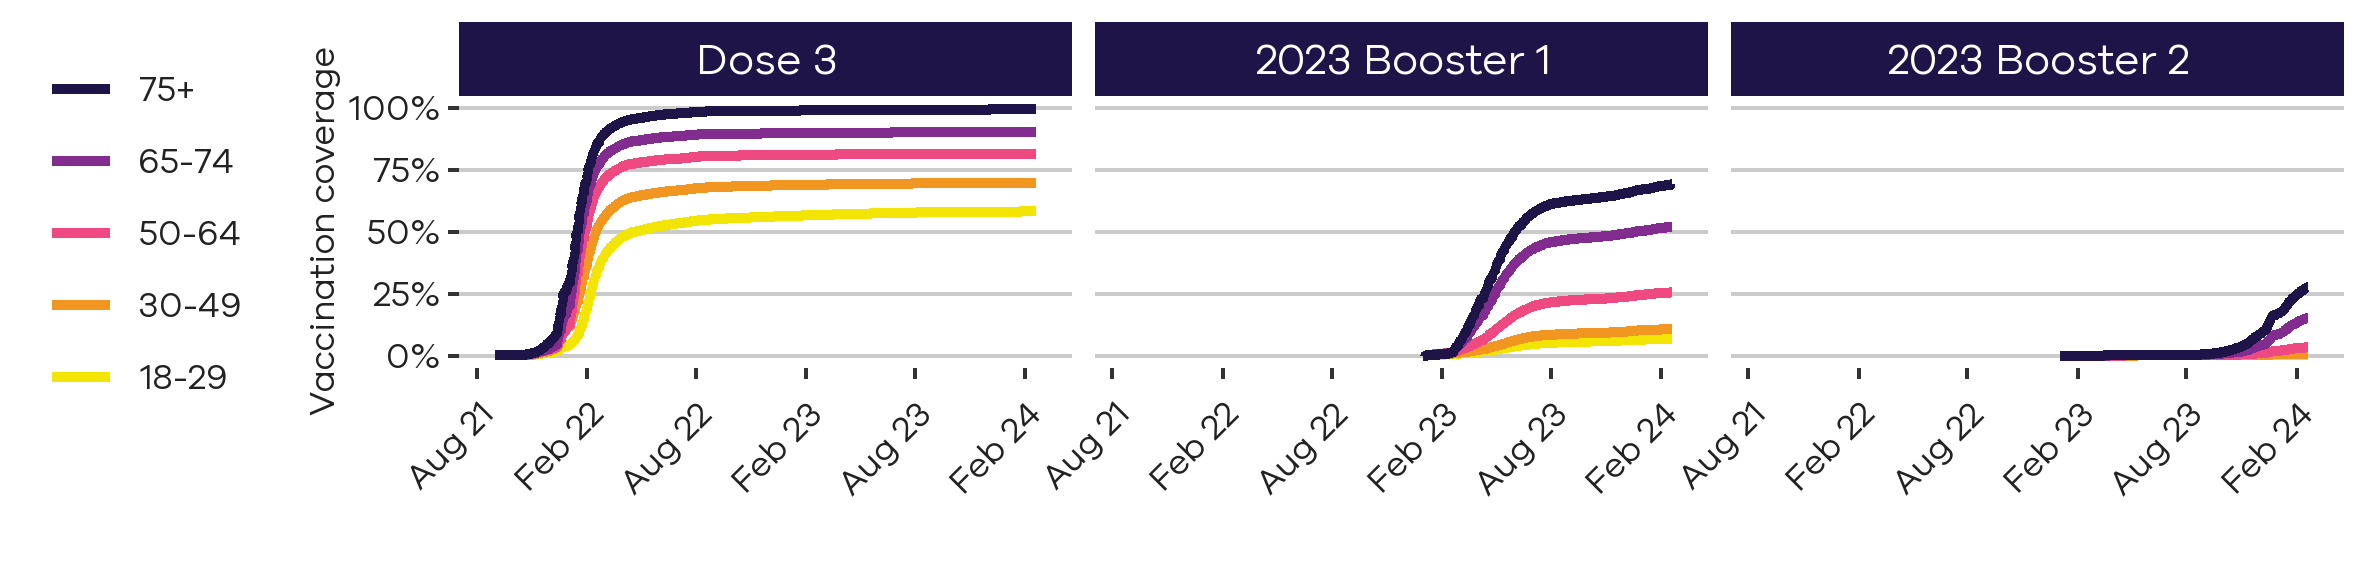 75+
65-74
50-64
30-49
18-29
Vaccination coverage
Dose 3
2023 Booster 1
2023 Booster 2
100%
75%
50%
25%
0%
Aug 21
Feb 22
Aug 22
Feb 23
Aug 23
Feb 24
Aug 21
Feb 22
Aug 22
Feb 23
Aug 23
Feb 24
Aug 21
Feb 22
Aug 22
Feb 23
Aug 23
Feb 24